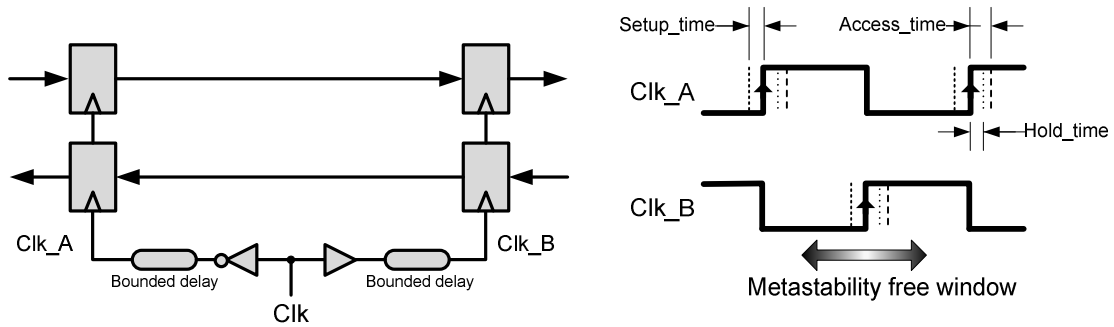 Setup_time
Access_time
Clk_A
Hold_time
Clk_B
Metastability free window
Clk_A
Clk_B
Bounded delay
Bounded delay
Clk